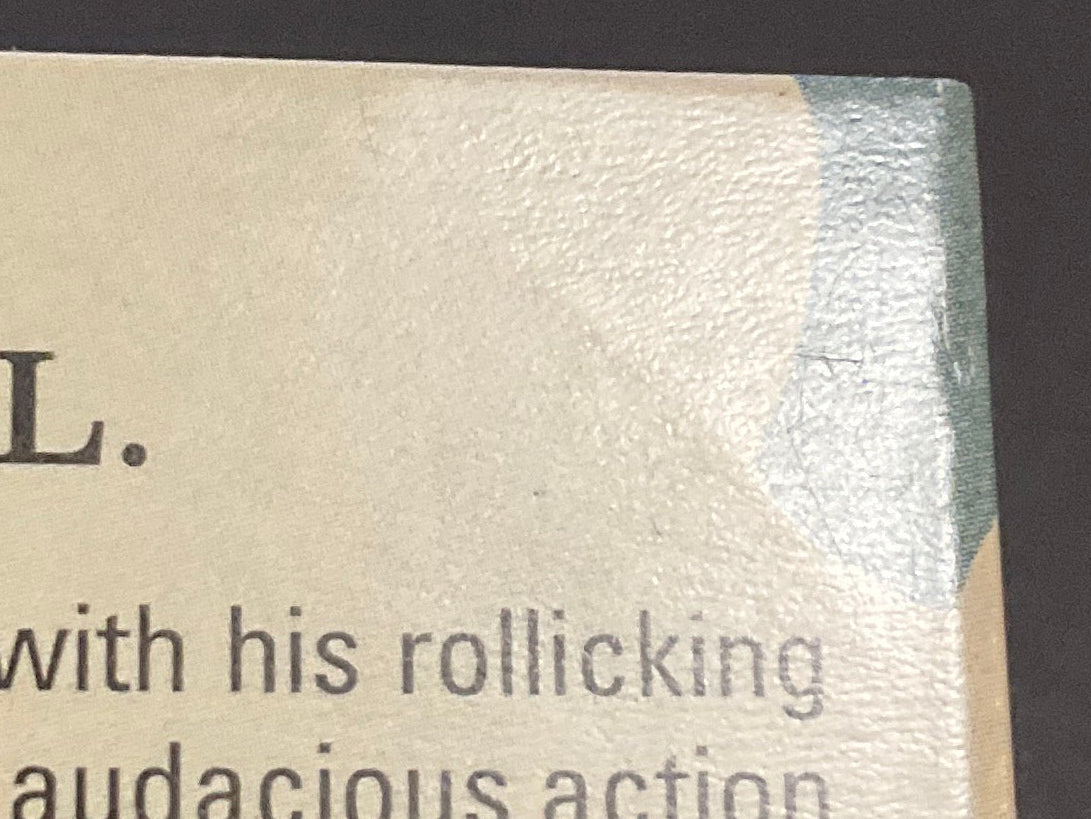 L.
with his rollicking
audacious action